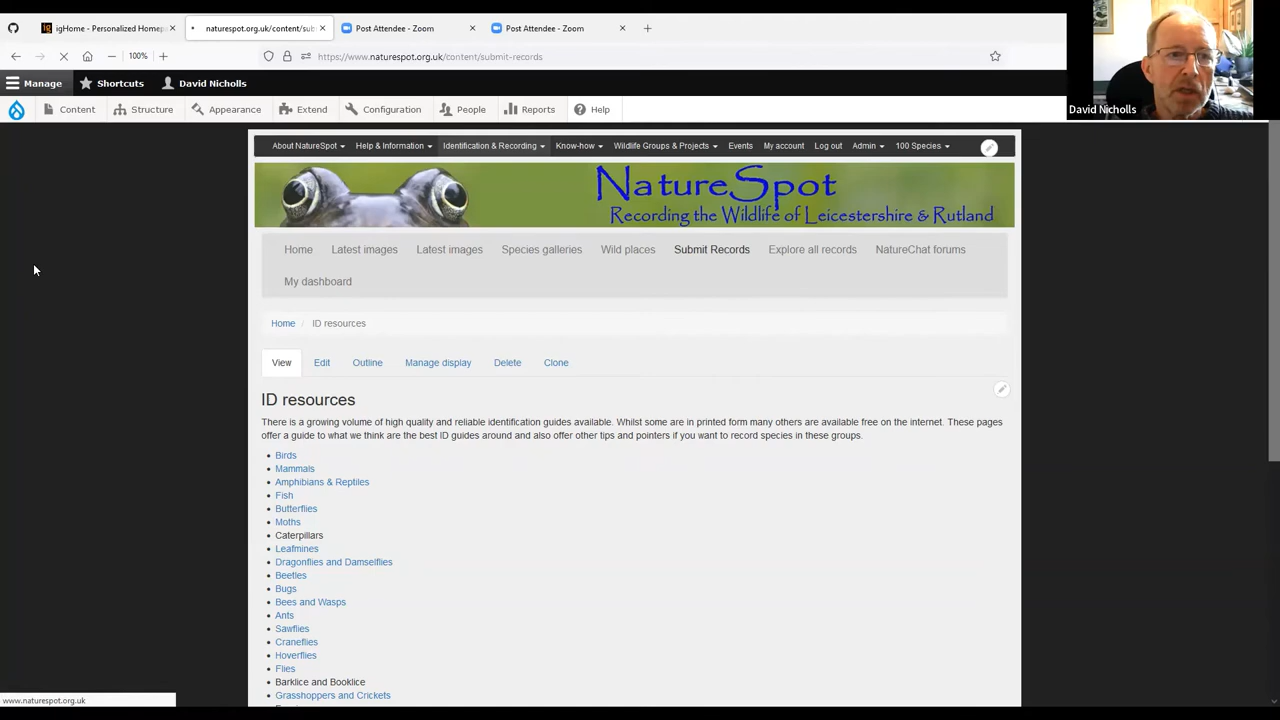 igHome - Personalized Homep
naturespot.org.uk/content/sub
Post Attendee - Zoom
Post Attendee - Zoom
100%
https://www.naturespot.org.uk/content/submit-records
Manage
Shortcuts
David Nicholls
David Nicholls
Content
Structure
Appearance
Extend
Configuration
People
Reports
Help
About NatureSpot
Help & Information
Identification & Recording
Know-how
Wildlife Groups & Projects
Events
My account
Log out
Admin
100 Species
NatureSpot
Recording the Wildlife of Leicestershire & Rutland
Home
Latest images
Latest images
Species galleries
Wild places
Submit Records
Explore all records
NatureChat forums
My dashboard
Home / ID resources
View
Edit
Outline
Manage display
Delete
Clone
ID resources
There is a growing volume of high quality and reliable identification guides available. Whilst some are in printed form many others are available free on the internet. These pages
offer a guide to what we think are the best ID guides around and also offer other tips and pointers if you want to record species in these groups.
Birds
Mammals
Amphibians & Reptiles
Fish
Butterflies
Moths
Caterpillars
Leafmines
Dragonflies and Damselflies
Beetles
Bugs
Bees and Wasps
Ants
Sawflies
Craneflies
Hoverflies
Flies
Barklice and Booklice
Grasshoppers and Crickets
www.naturespot.org.uk